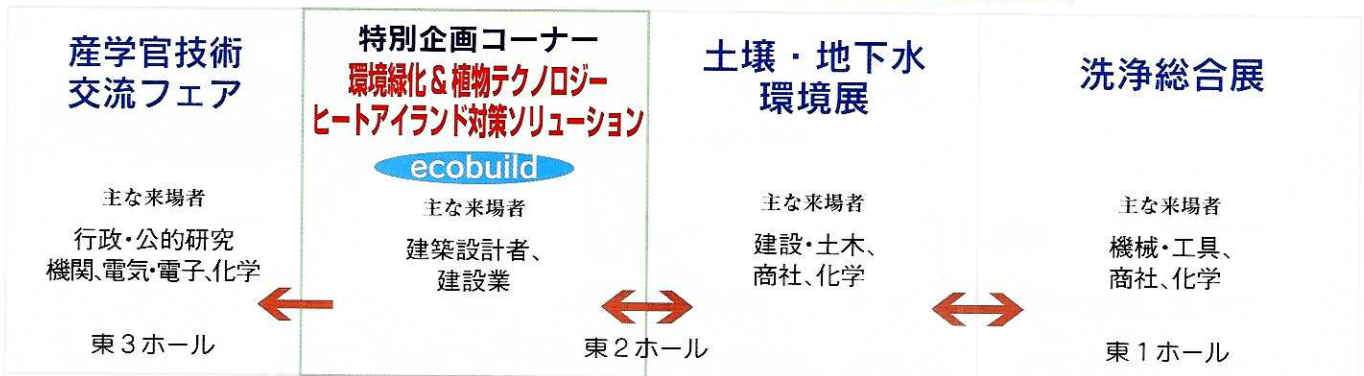 産学官技術
交流フェア
主な来場者
行政・公的研究
機関、電気・電子、化学
東3ホール
特別企画コーナー
環境緑化&植物テクノロジー
ヒートアイランド対策ソリューション
ecobuild
主な来場者
建築設計者、
建設業
土壌・地下水
環境展
主な来場者
建設・土木、
商社、化学
東2ホール
洗浄総合展
主な来場者
機械・工具、
商社、化学
東1ホール